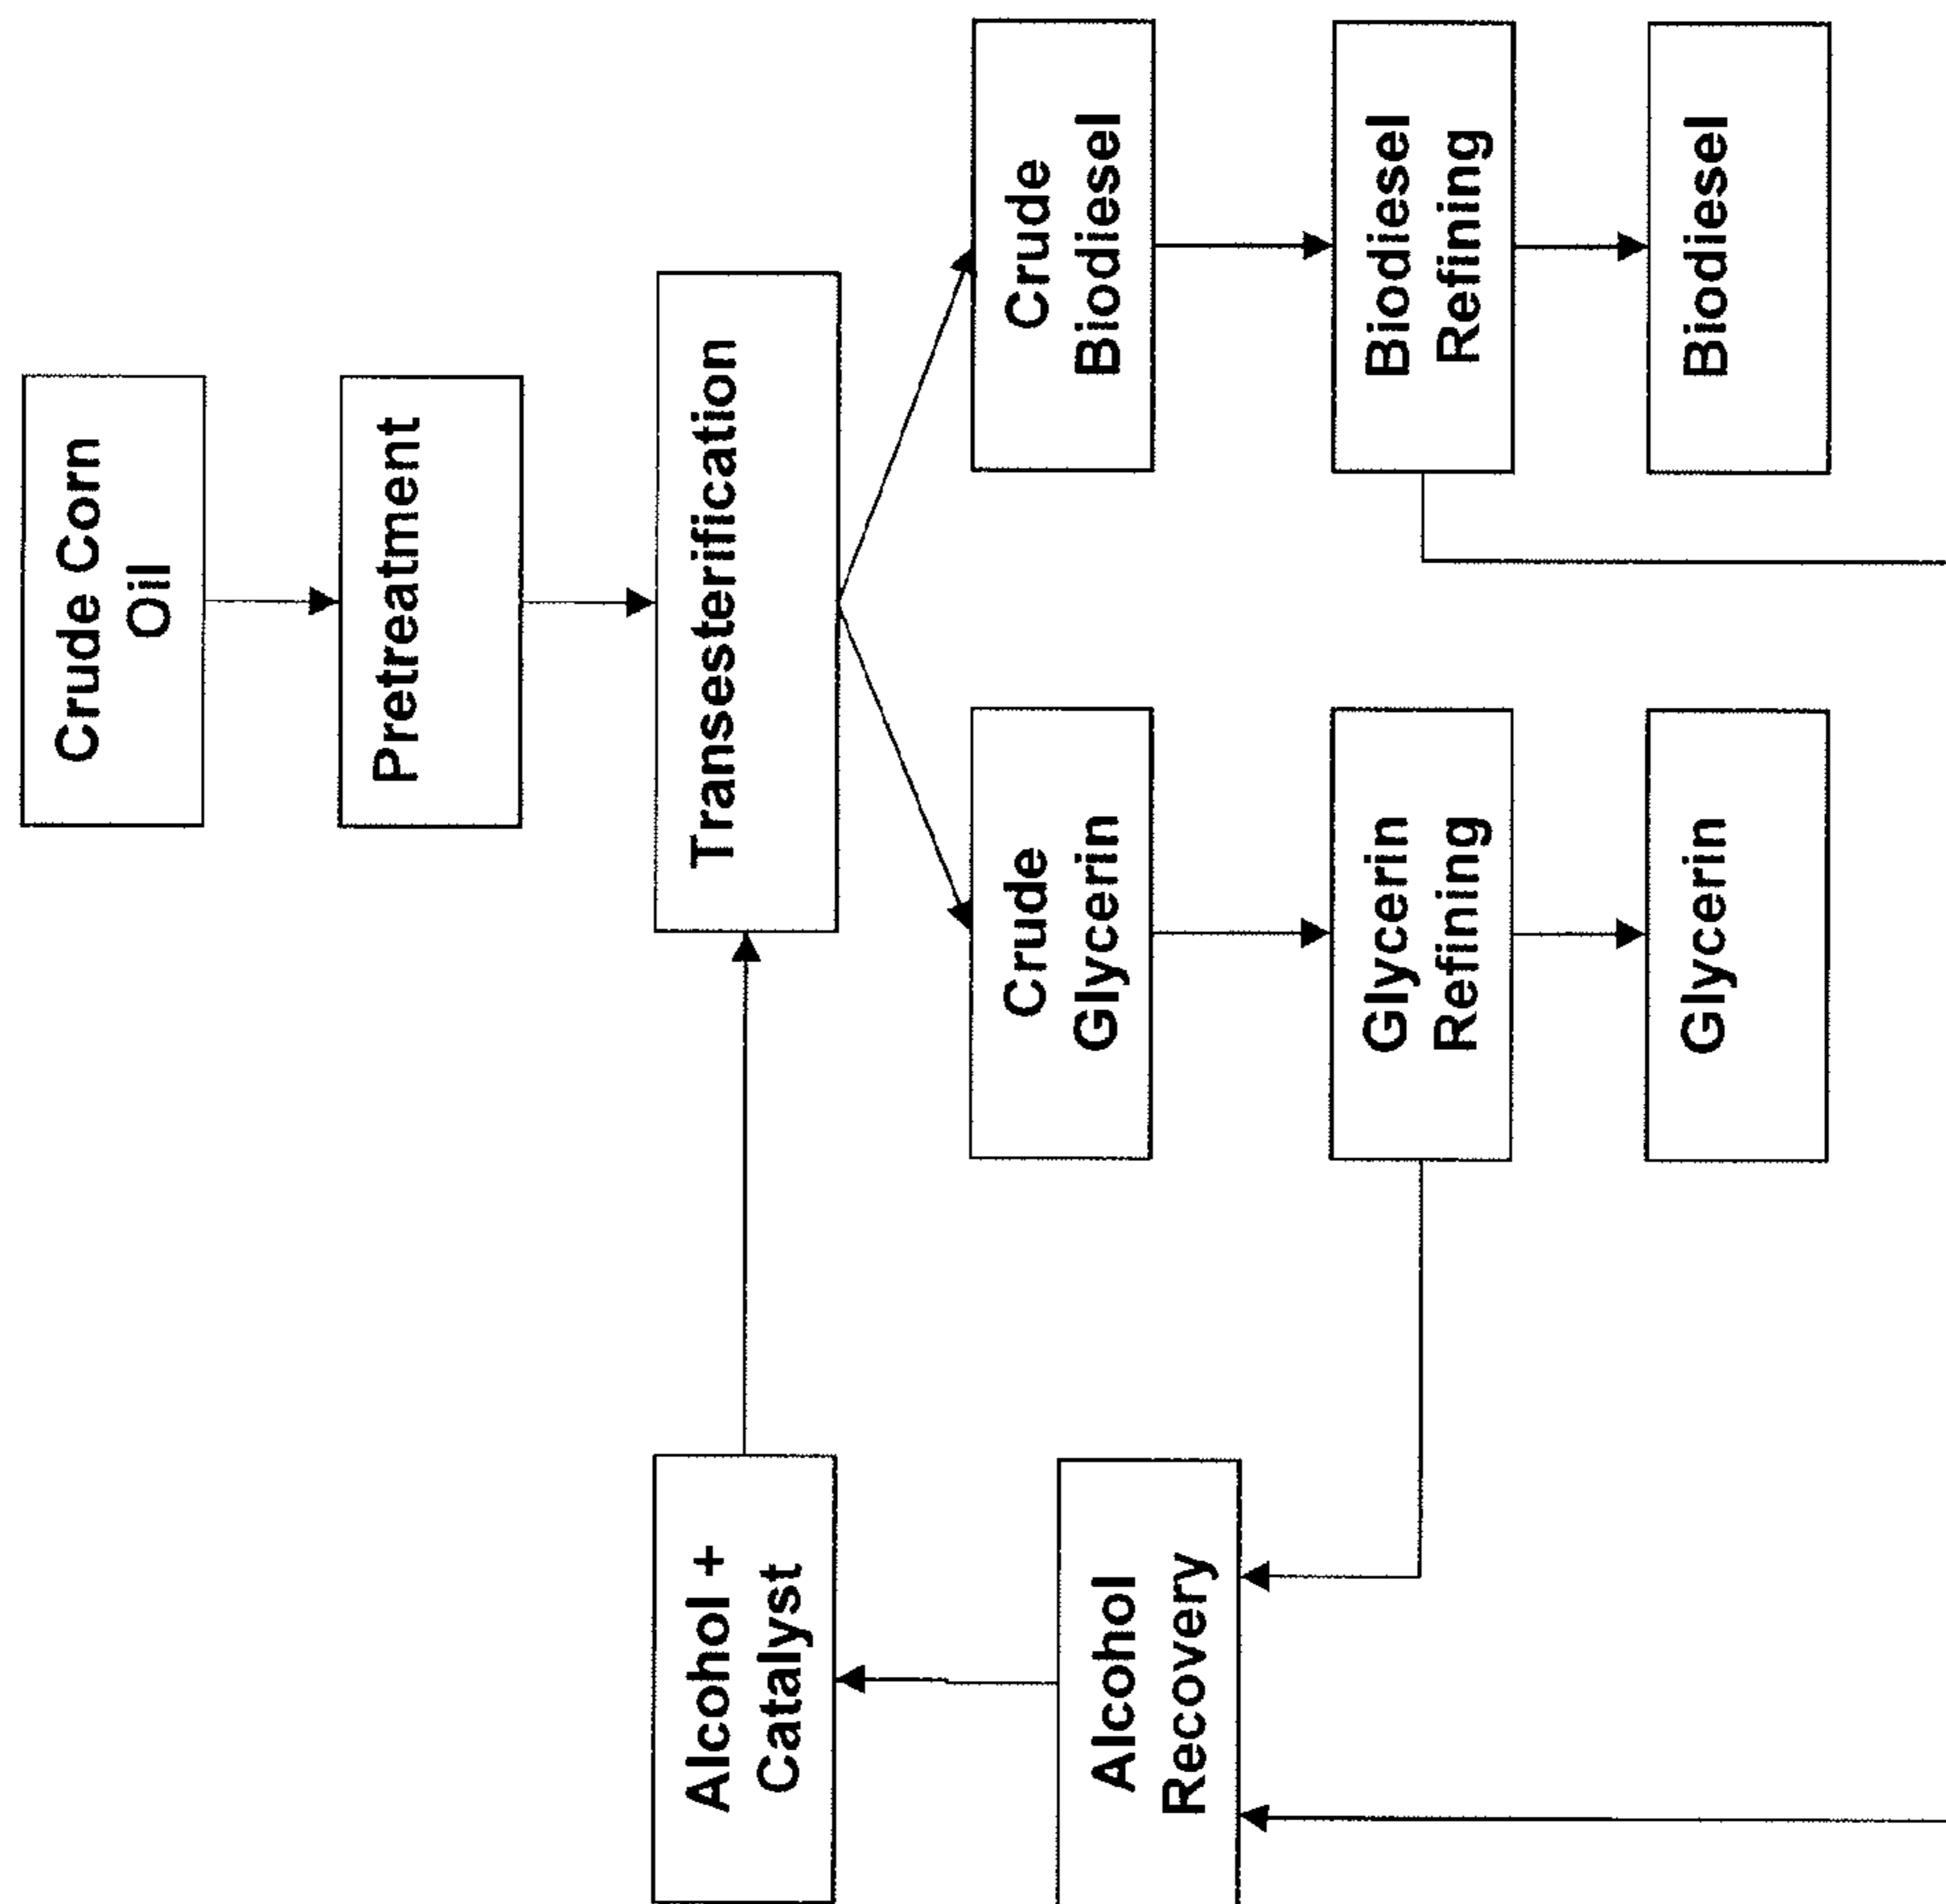 Crude Corn
Oil
Pretreatment
Alcohol +
Catalyst
Transesterification
Alcohol
Recovery
Crude
Glycerin
Crude
Biodiesel
Glycerin
Refining
Biodiesel
Refining
Glycerin
Biodiesel